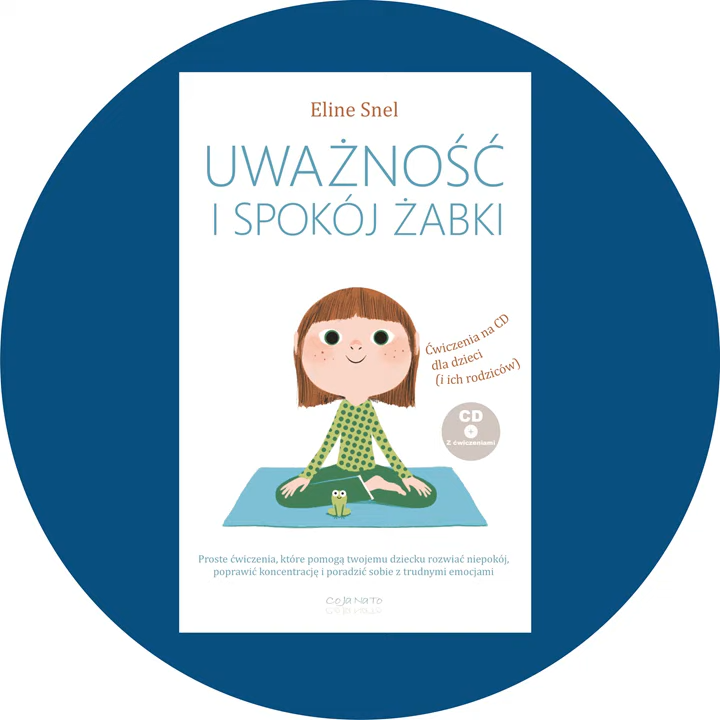 Eline Snel
UWAŻNOŚĆ
I SPOKÓJ ŻABKI
Ćwiczenia na CD
dla dzieci
(i ich rodziców)
CD
Z ćwiczeniami
Proste ćwiczenia, które pomogą twojemu dziecku rozwiać niepokój,
poprawić koncentrację i poradzić sobie z trudnymi emocjami
CoJaNaTo